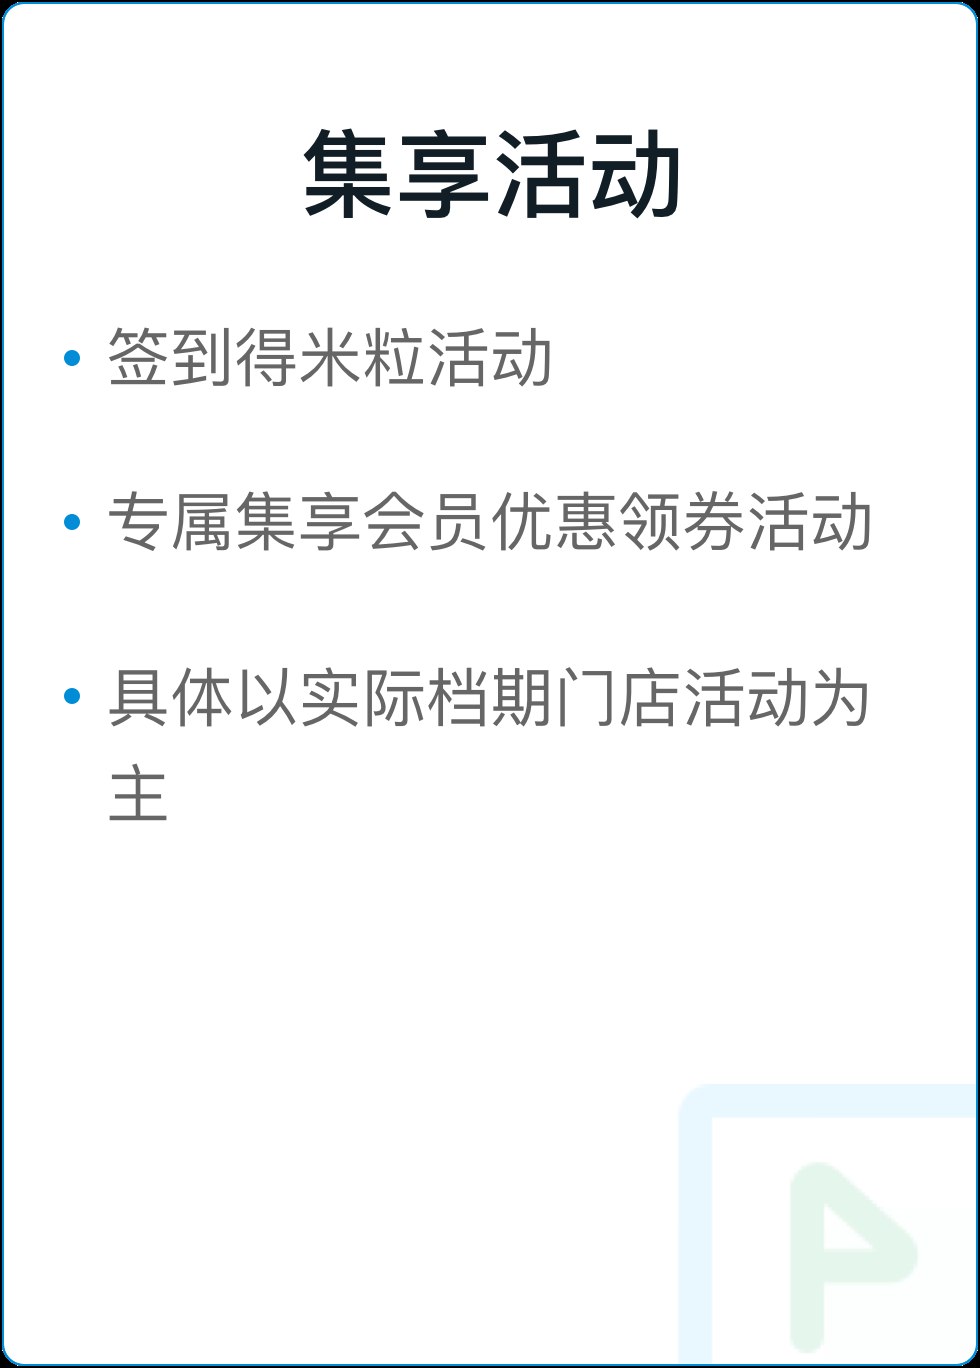 集享活动
签到得米粒活动
专属集享会员优惠领券活动
具体以实际档期门店活动为
主